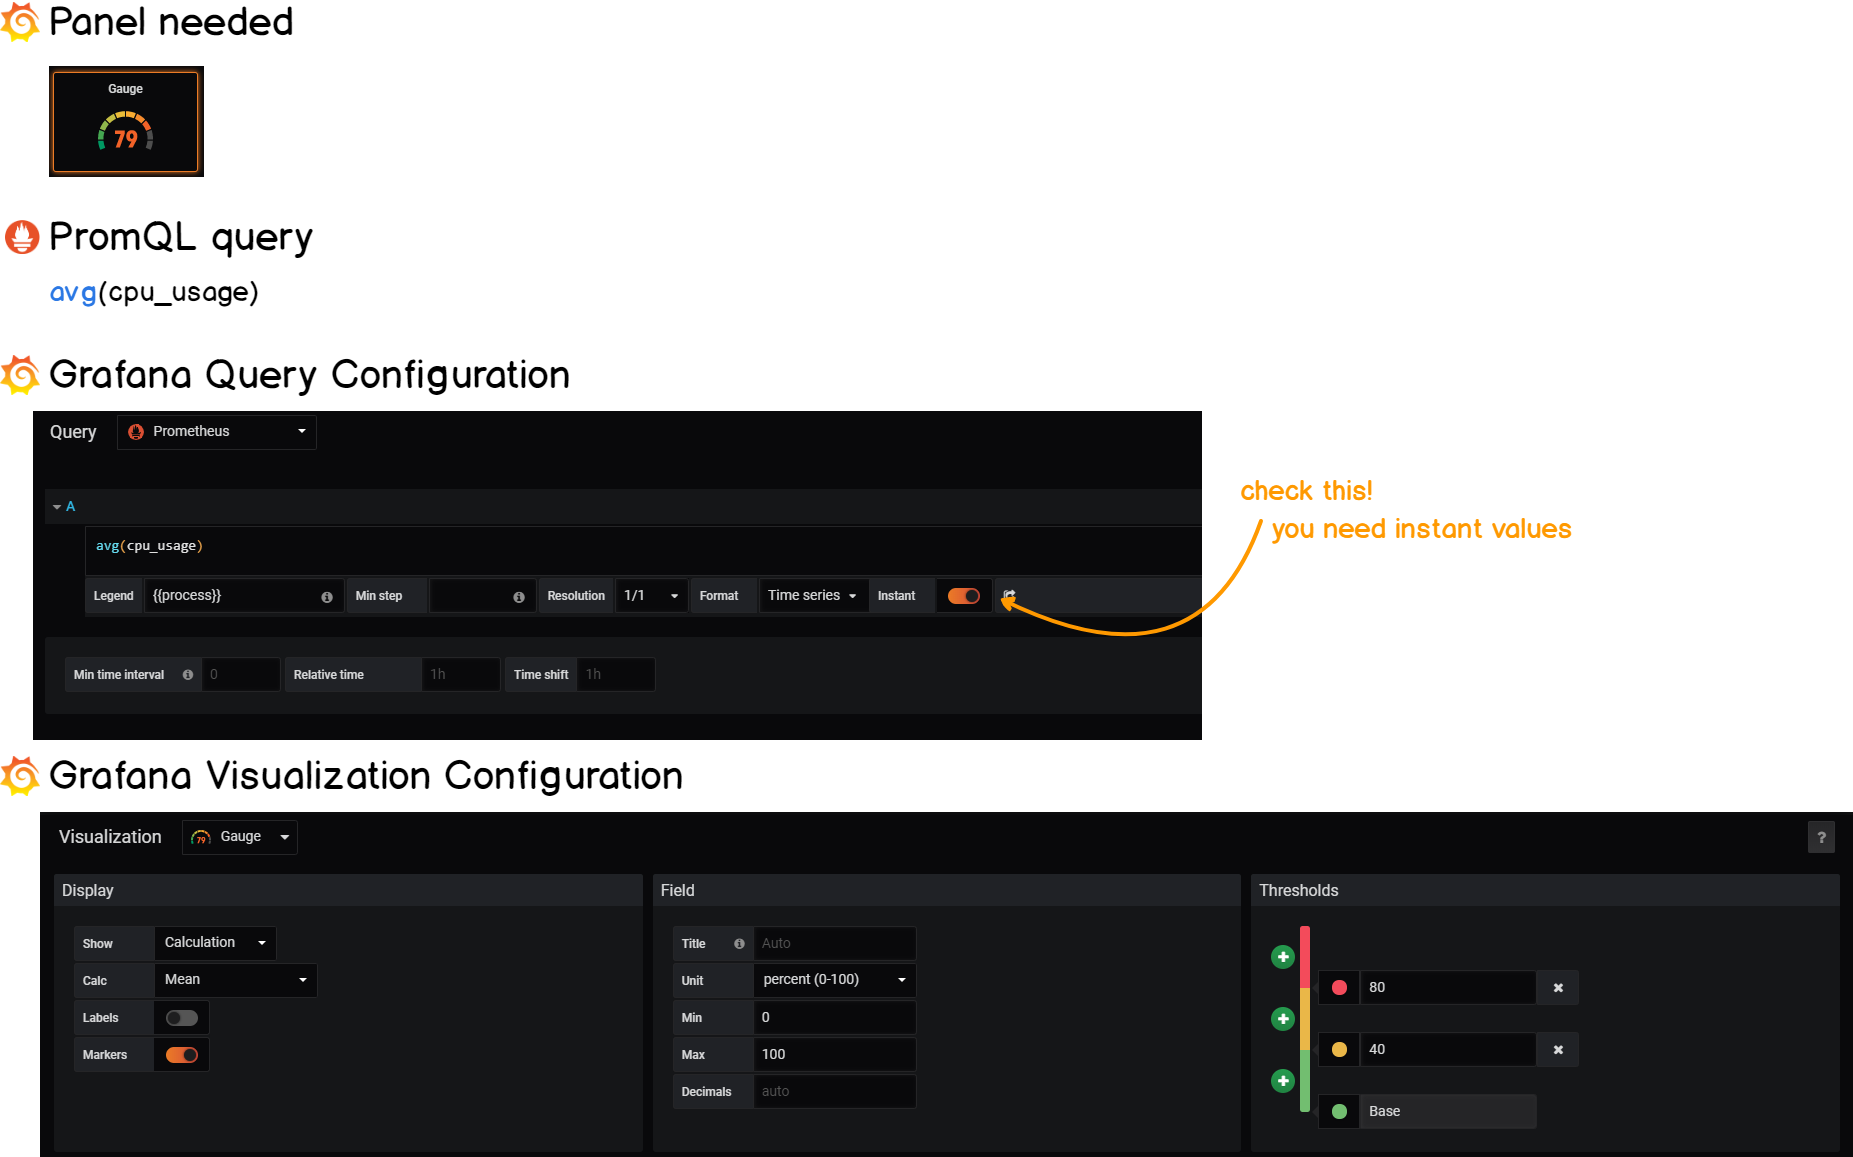 Panel needed
Gauge
79
PromQL query
avg(cpu_usage)
Grafana Query Configuration
Query Prometheus
A
avg(cpu_usage)
Legend {{process}} Min step Resolution 1/1 Format Time series Instant
check this!
you need instant values
Min time interval 0 Relative time 1h Time shift 1h
Grafana Visualization Configuration
Visualization 79 Gauge ?
Display
Show Calculation
Calc Mean
Labels
Markers
Field
Title Auto
Unit percent (0-100)
Min 0
Max 100
Decimals auto
Thresholds
80
40
Base